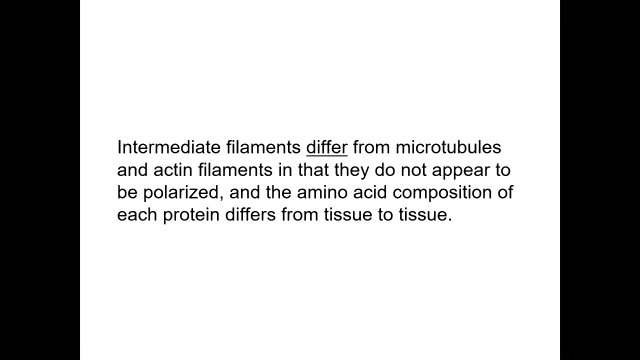 Intermediate filaments differ from microtubules
and actin filaments in that they do not appear to
be polarized, and the amino acid composition of
each protein differs from tissue to tissue.